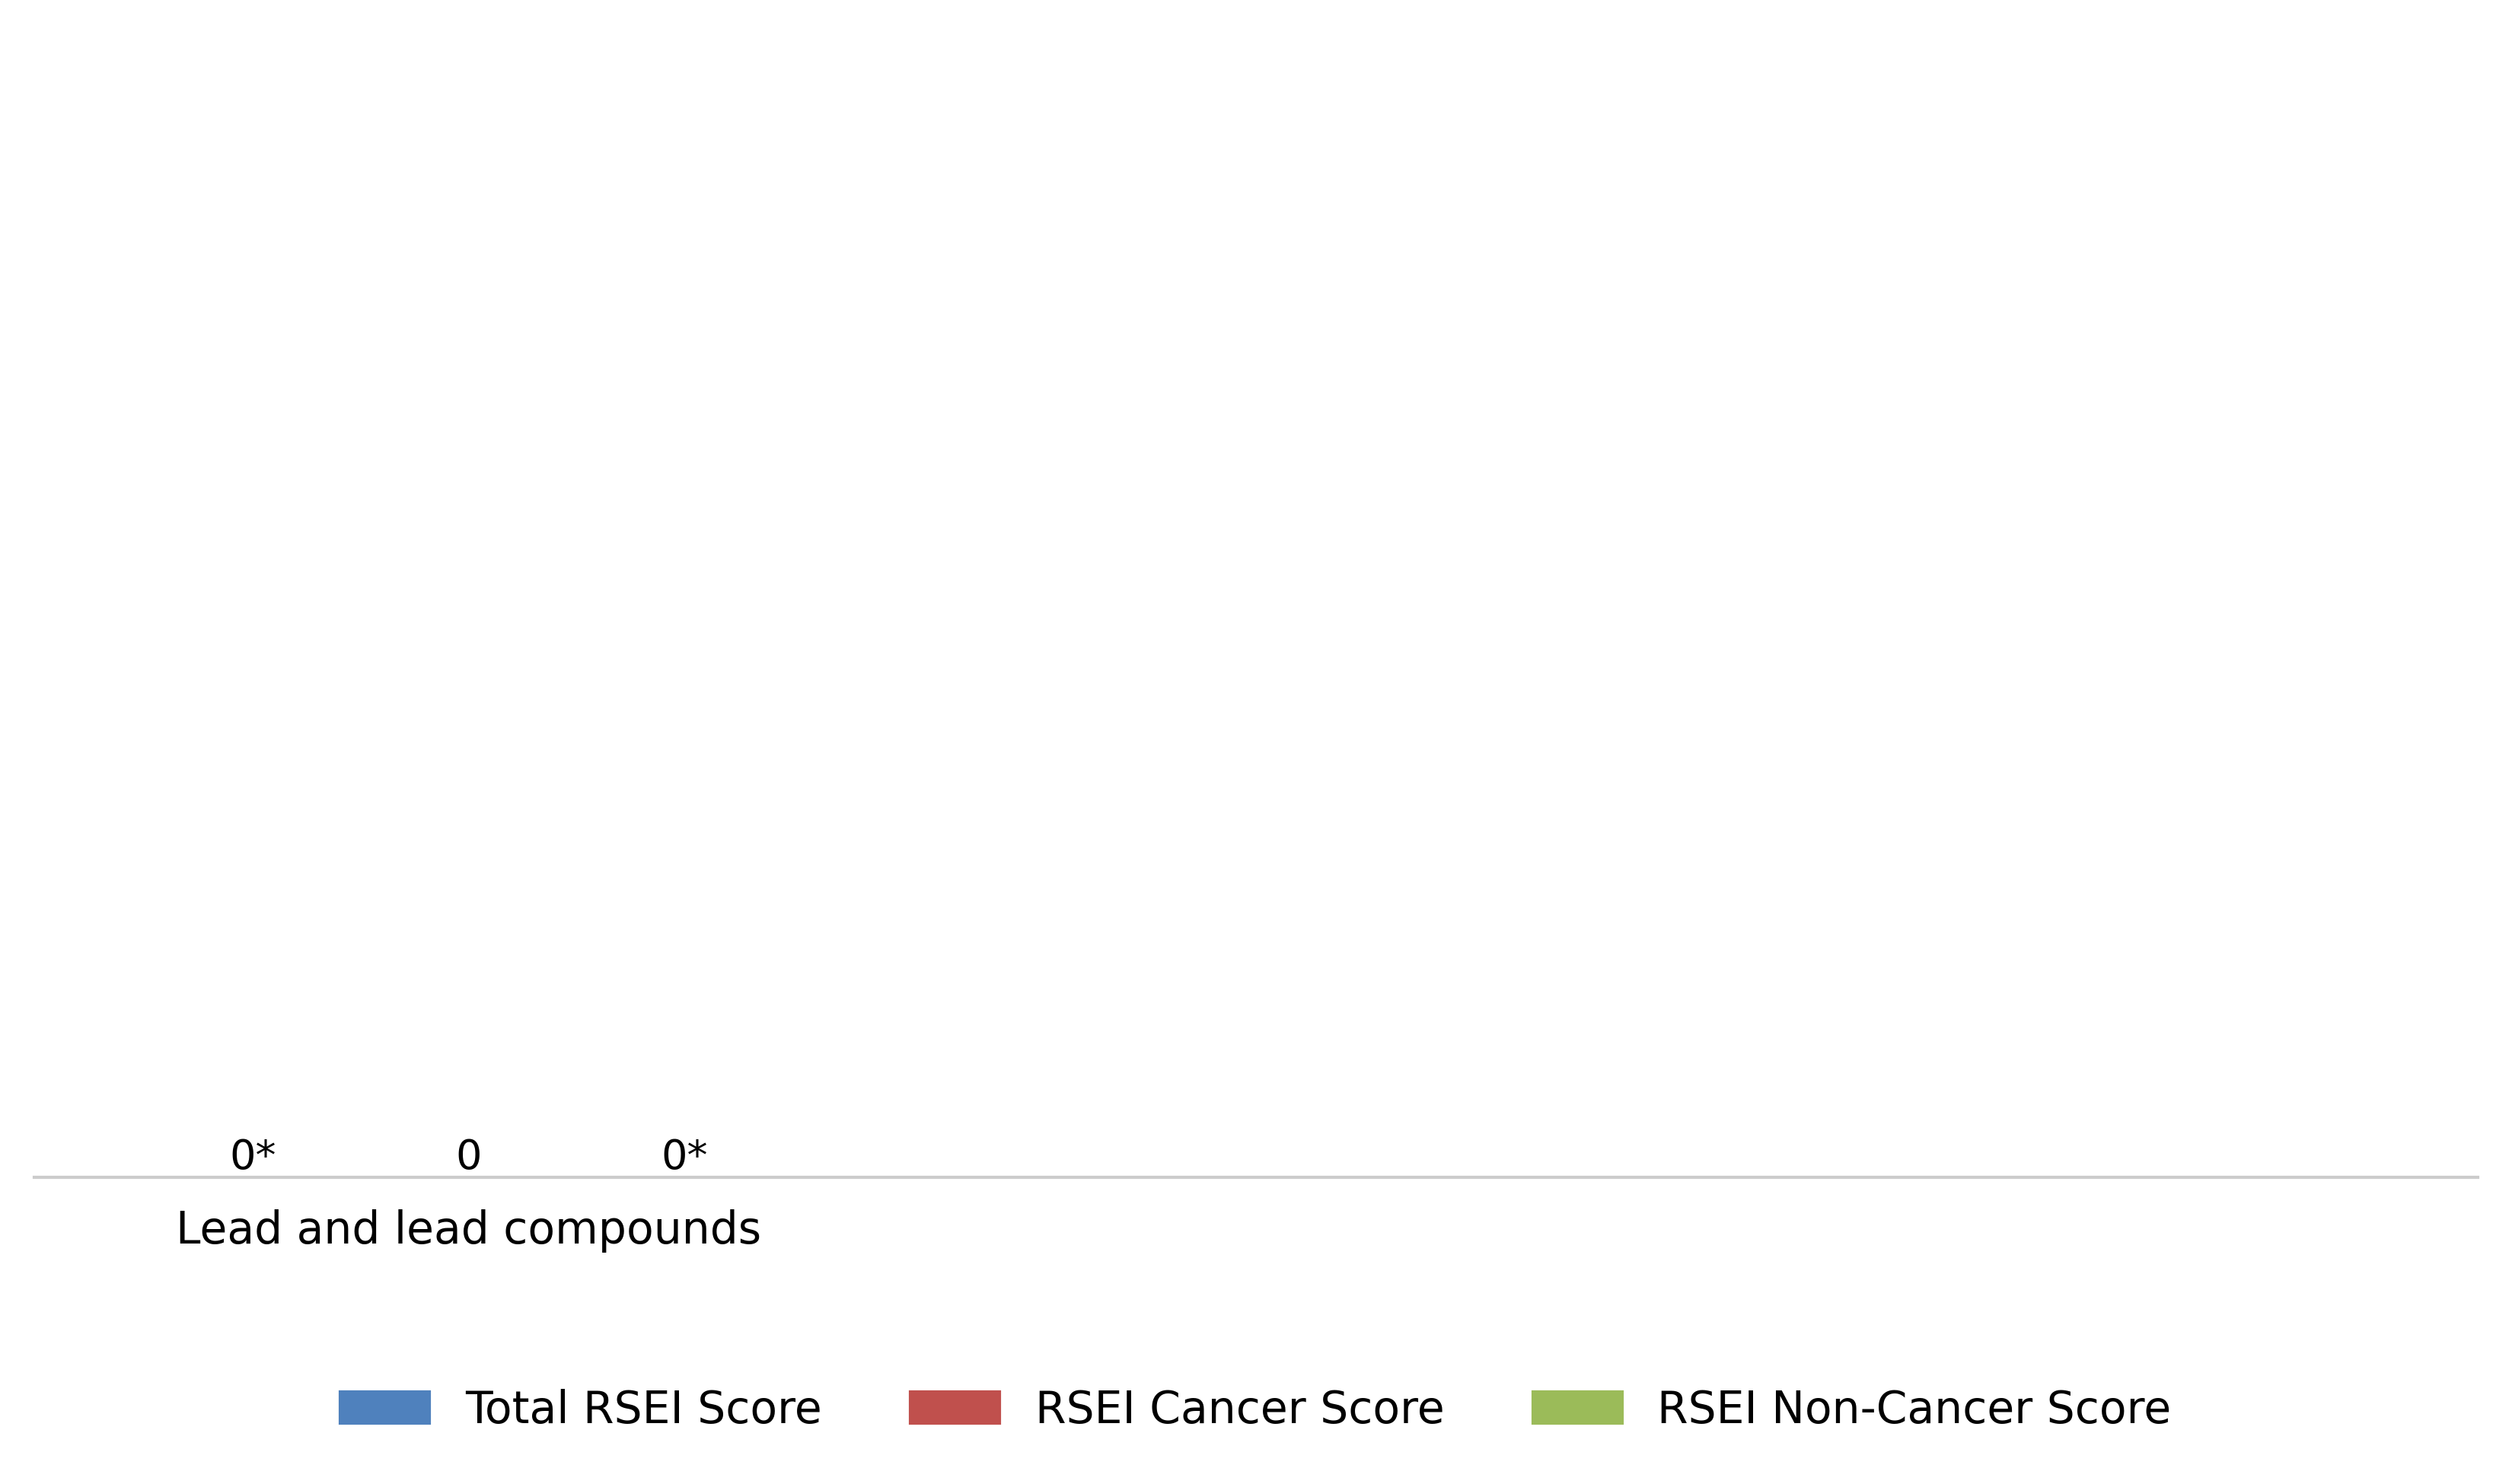 0* 0 0*
Lead and lead compounds
Total RSEI Score RSEI Cancer Score RSEI Non-Cancer Score